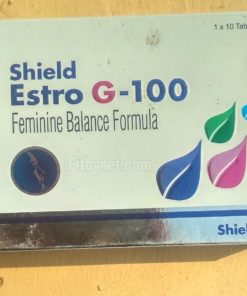 1 x 10 Tab
Shield
Estro G-100
Feminine Balance Formula
Fitbynet.com
Shiel